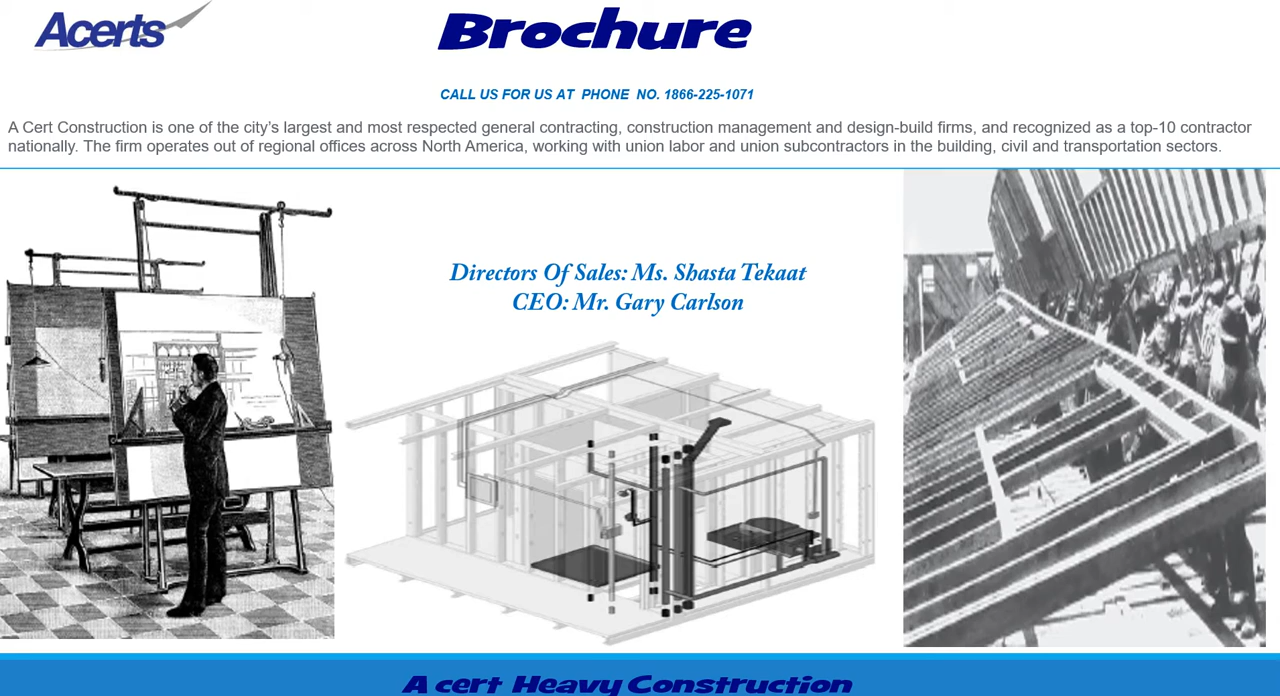 Acerts
Brochure
CALL US FOR US AT PHONE NO. 1866-225-1071
A Cert Construction is one of the city’s largest and most respected general contracting, construction management and design-build firms, and recognized as a top-10 contractor
nationally. The firm operates out of regional offices across North America, working with union labor and union subcontractors in the building, civil and transportation sectors.
Directors Of Sales: Ms. Shasta Tekaat
CEO: Mr. Gary Carlson
A cert Heavy Construction